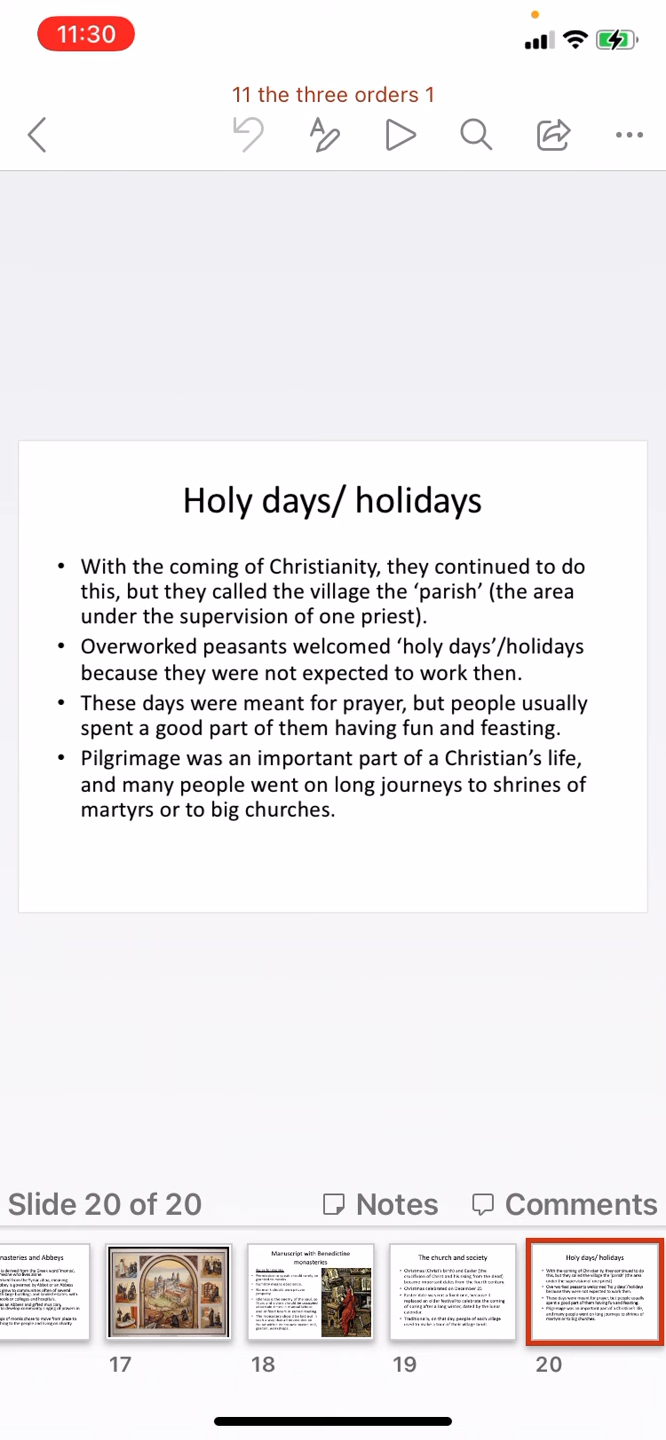 11:30
11 the three orders 1
Holy days/ holidays
• With the coming of Christianity, they continued to do
this, but they called the village the ‘parish’ (the area
under the supervision of one priest).
• Overworked peasants welcomed ‘holy days’/holidays
because they were not expected to work then.
• These days were meant for prayer, but people usually
spent a good part of them having fun and feasting.
• Pilgrimage was an important part of a Christian’s life,
and many people went on long journeys to shrines of
martyrs or to big churches.
Slide 20 of 20
Notes
Comments
nasteries and Abbeys
Manuscript with Benedictine
monasteries
The church and society
Holy days/ holidays
17
18
19
20